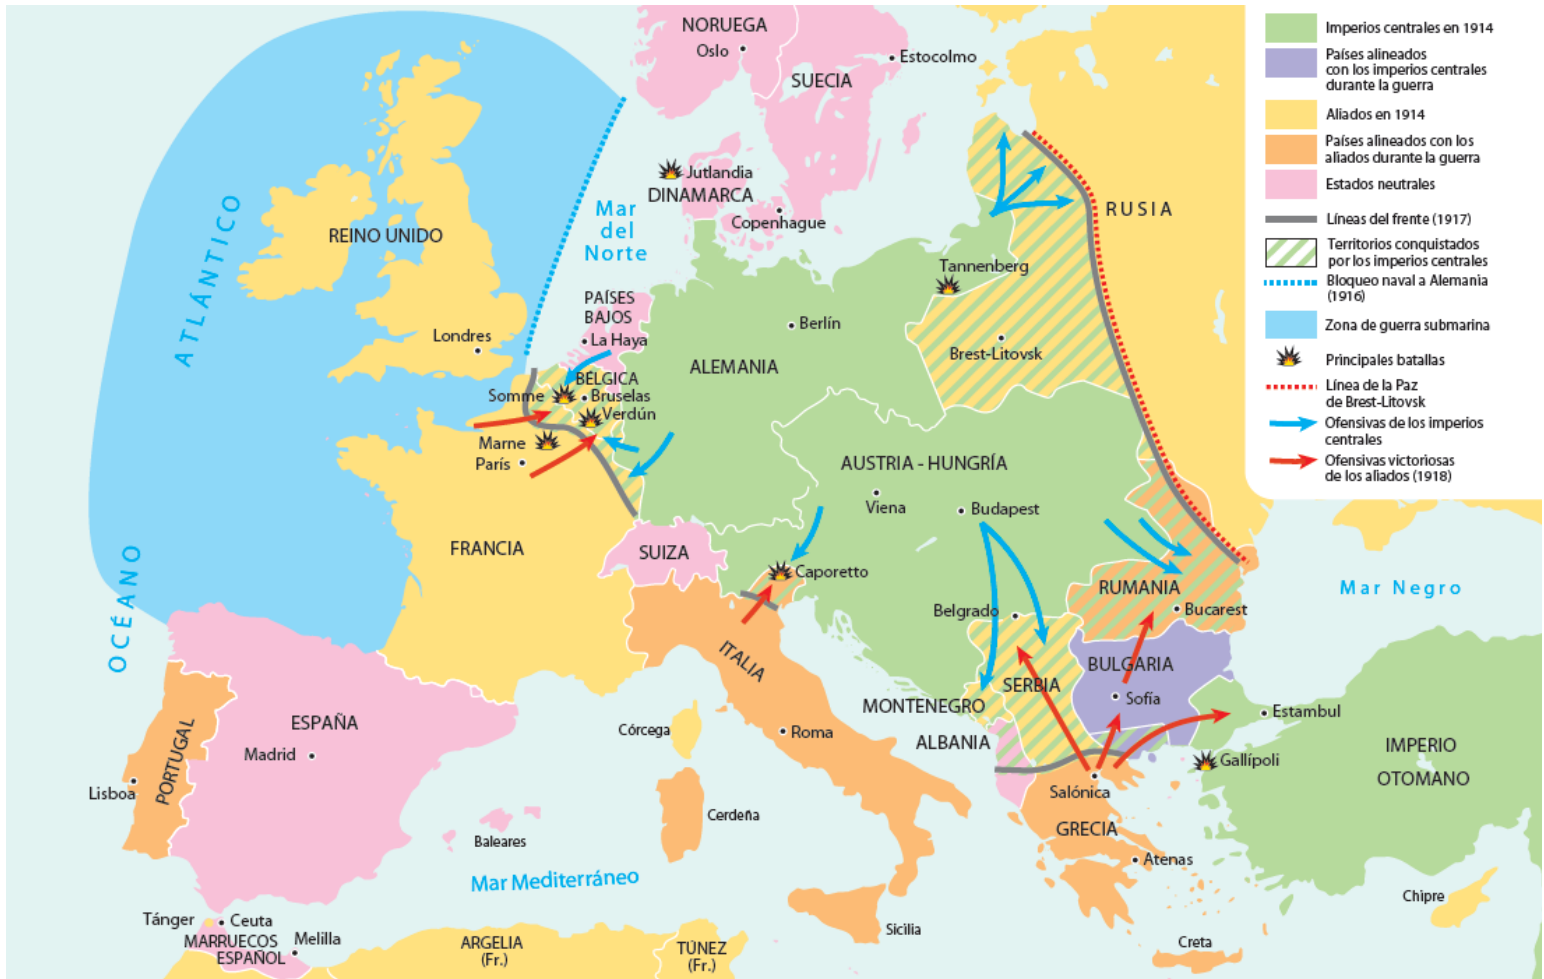 NORUEGA
Oslo
SUECIA
Estocolmo
Jutlandia
DINAMARCA
Copenhague
Mar
del
Norte
REINO UNIDO
Londres
ATLÁNTICO
OCÉANO
PAÍSES
BAJOS
La Haya
BÉLGICA
Bruselas
Somme
Verdún
Marne
París
FRANCIA
ALEMANIA
Berlín
Tannenberg
Brest-Litovsk
RUSIA
AUSTRIA - HUNGRÍA
Viena
Budapest
SUIZA
Caporetto
ITALIA
Roma
Córcega
Cerdeña
Sicilia
Belgrado
SERBIA
MONTENEGRO
ALBANIA
RUMANIA
Bucarest
BULGARIA
Sofía
Mar Negro
Estambul
Gallípoli
IMPERIO
OTOMANO
Salónica
GRECIA
Atenas
Creta
Chipre
PORTUGAL
Lisboa
ESPAÑA
Madrid
Baleares
Mar Mediterráneo
Tánger
Ceuta
MARRUECOS
ESPAÑOL
Melilla
ARGELIA
(Fr.)
TÚNEZ
(Fr.)
Imperios centrales en 1914
Países alineados
con los imperios centrales
durante la guerra
Aliados en 1914
Países alineados con los
aliados durante la guerra
Estados neutrales
Líneas del frente (1917)
Territorios conquistados
por los imperios centrales
Bloqueo naval a Alemania
(1916)
Zona de guerra submarina
Principales batallas
Línea de la Paz
de Brest-Litovsk
Ofensivas de los imperios
centrales
Ofensivas victoriosas
de los aliados (1918)